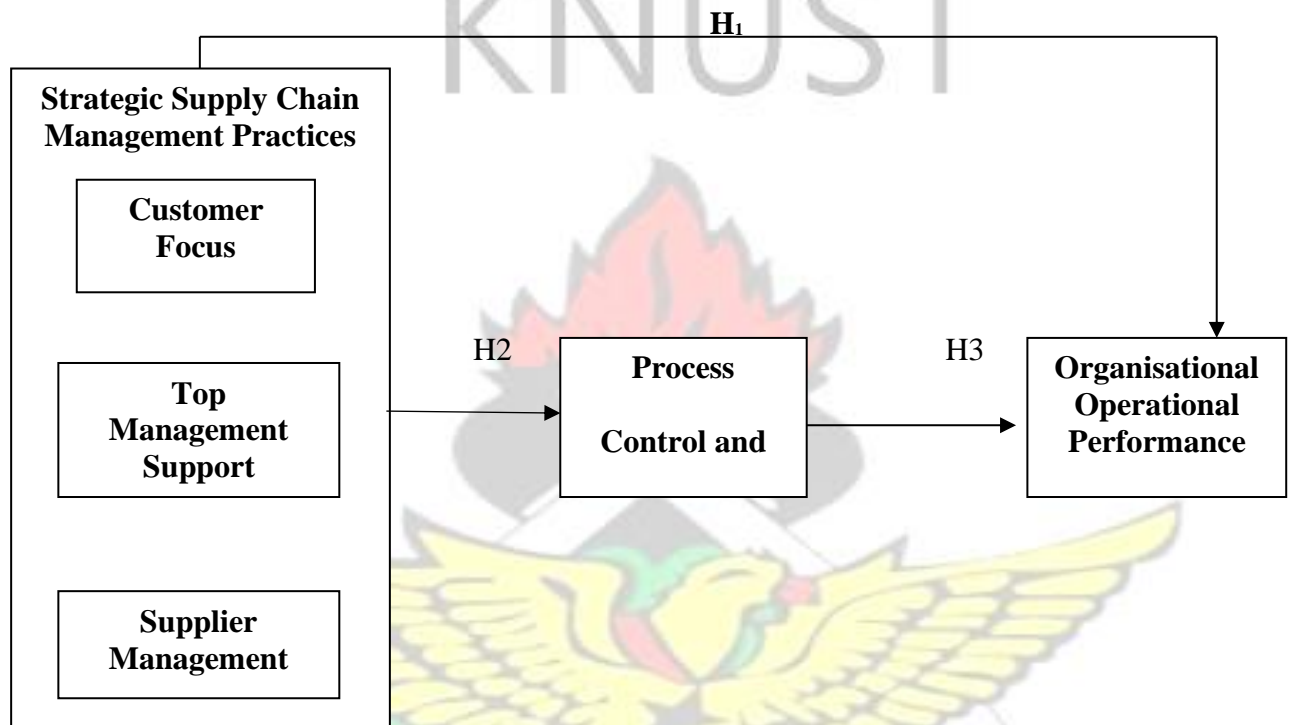 KNUST
H₁
Strategic Supply Chain
Management Practices
Customer
Focus
Top
Management
Support
Supplier
Management
H2
Process
Control and
H3
Organisational
Operational
Performance